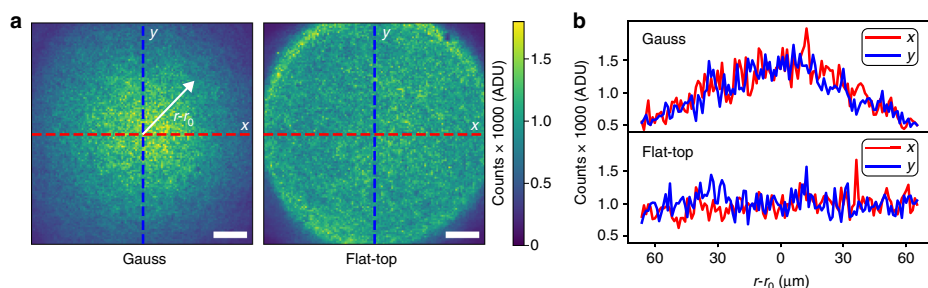 a
y
x
r-r0
Gauss
y
x
Flat-top
1.5
1.0
0.5
0
Counts × 1000 (ADU)
b
Gauss
x
y
1.5
1.0
0.5
Flat-top
x
y
1.5
1.0
0.5
Counts × 1000 (ADU)
60 30 0 30 60
r-r0 (μm)